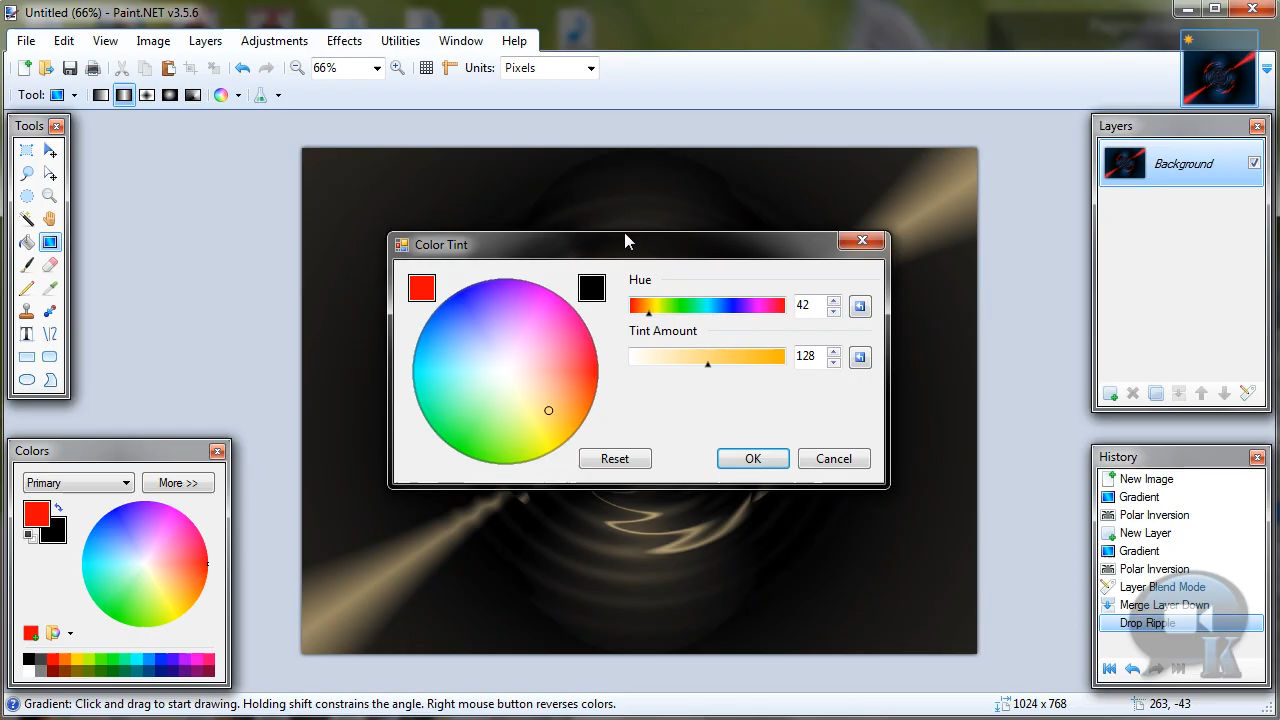 Untitled (66%) - Paint.NET v3.5.6
File Edit View Image Layers Adjustments Effects Utilities Window Help
66% Units: Pixels
Tool:
Tools
Layers
Background
Color Tint
Hue
42
Tint Amount
128
Reset OK Cancel
Colors
Primary More >>
History
New Image
Gradient
Polar Inversion
New Layer
Gradient
Polar Inversion
Layer Blend Mode
Merge Layer Down
Drop Ripple
K
Gradient: Click and drag to start drawing. Holding shift constrains the angle. Right mouse button reverses colors. 1024 x 768 263, -43